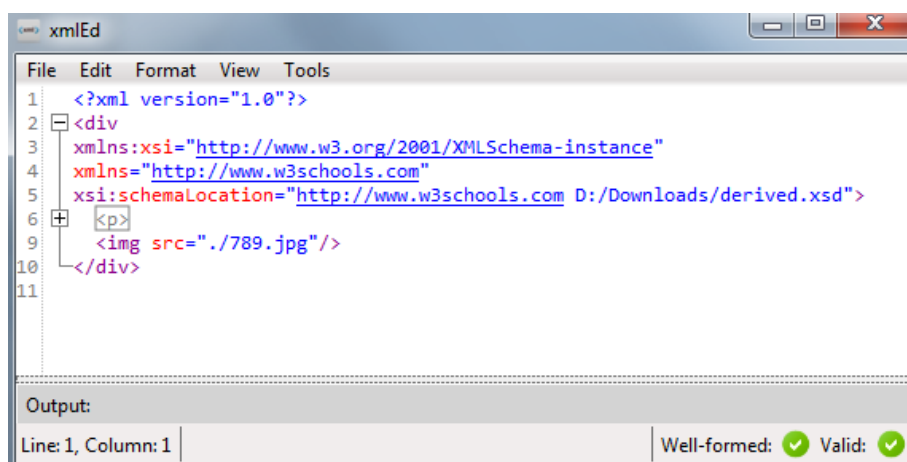 xmlEd
File Edit Format View Tools
1 <?xml version="1.0"?>
2 <div
3 xmlns:xsi="http://www.w3.org/2001/XMLSchema-instance"
4 xmlns="http://www.w3schools.com"
5 xsi:schemaLocation="http://www.w3schools.com D:/Downloads/derived.xsd">
6 <p>
9 <img src="./789.jpg"/>
10 </div>
11
Output:
Line: 1, Column: 1 Well-formed: Valid: